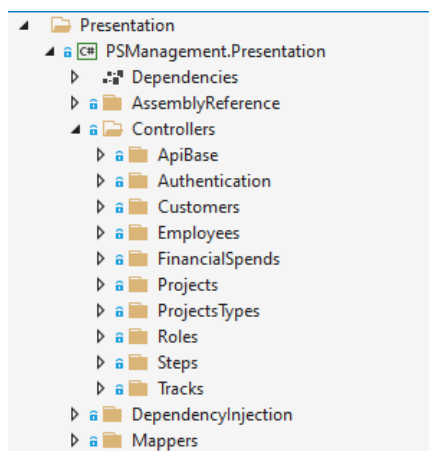 Presentation
C# PSManagement.Presentation
Dependencies
AssemblyReference
Controllers
ApiBase
Authentication
Customers
Employees
FinancialSpends
Projects
ProjectsTypes
Roles
Steps
Tracks
DependencyInjection
Mappers